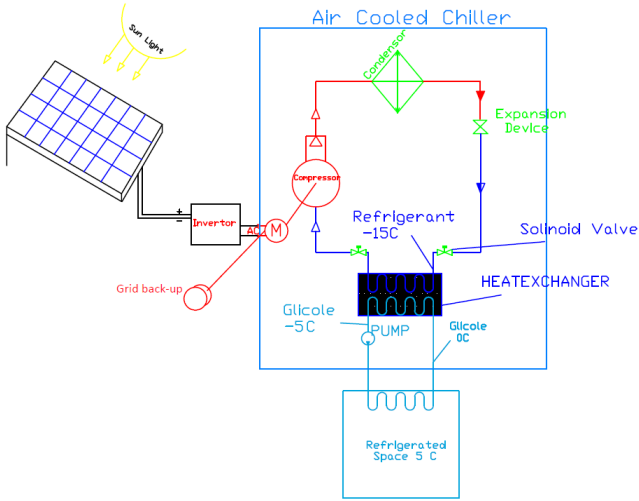 Air Cooled Chiller
Sun Light
Condensor
Expansion
Device
Compressor
+
-
Invertor
AC
M
Refrigerant
-15C
Solinoid Valve
Grid back-up
HEATEXCHANGER
Glicole
-5C
PUMP
Glicole
0C
Refrigerated
Space 5 C